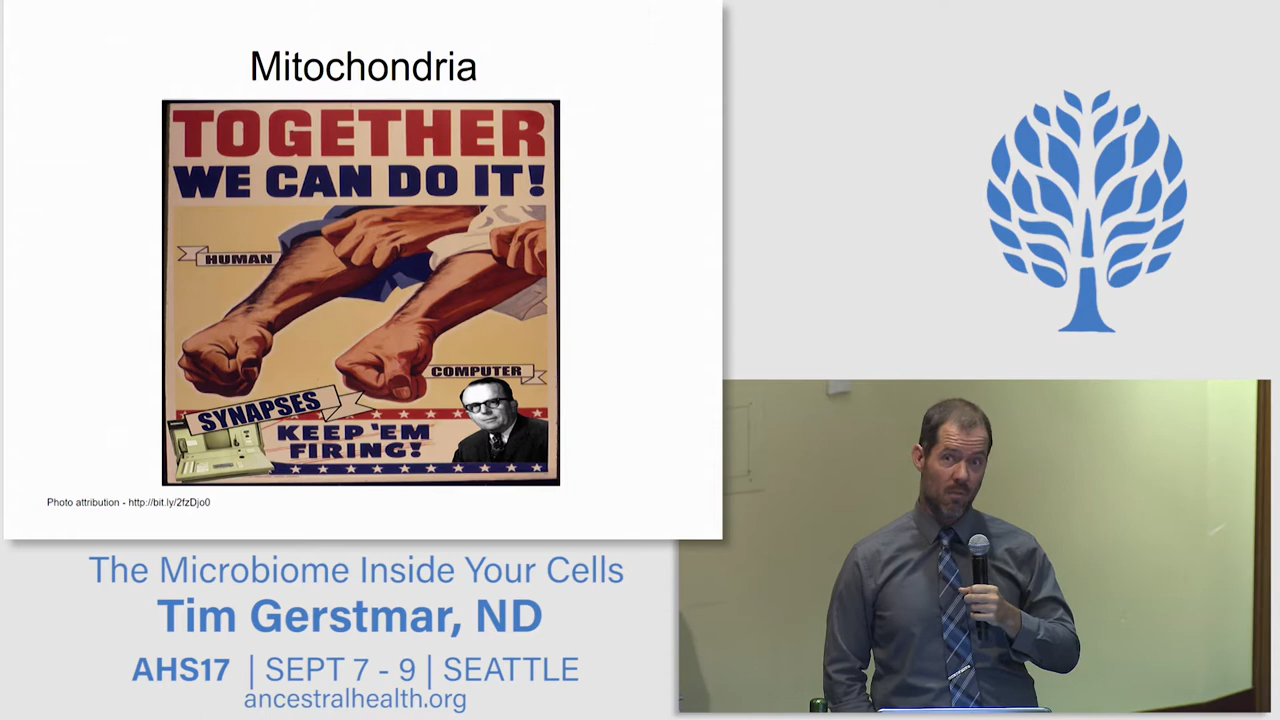 Mitochondria
TOGETHER
WE CAN DO IT!
HUMAN
COMPUTER
SYNAPSES
KEEP 'EM
FIRING!
Photo attribution - http://bit.ly/2fzDjo0
The Microbiome Inside Your Cells
Tim Gerstmar, ND
AHS17 | SEPT 7 - 9 | SEATTLE
ancestralhealth.org